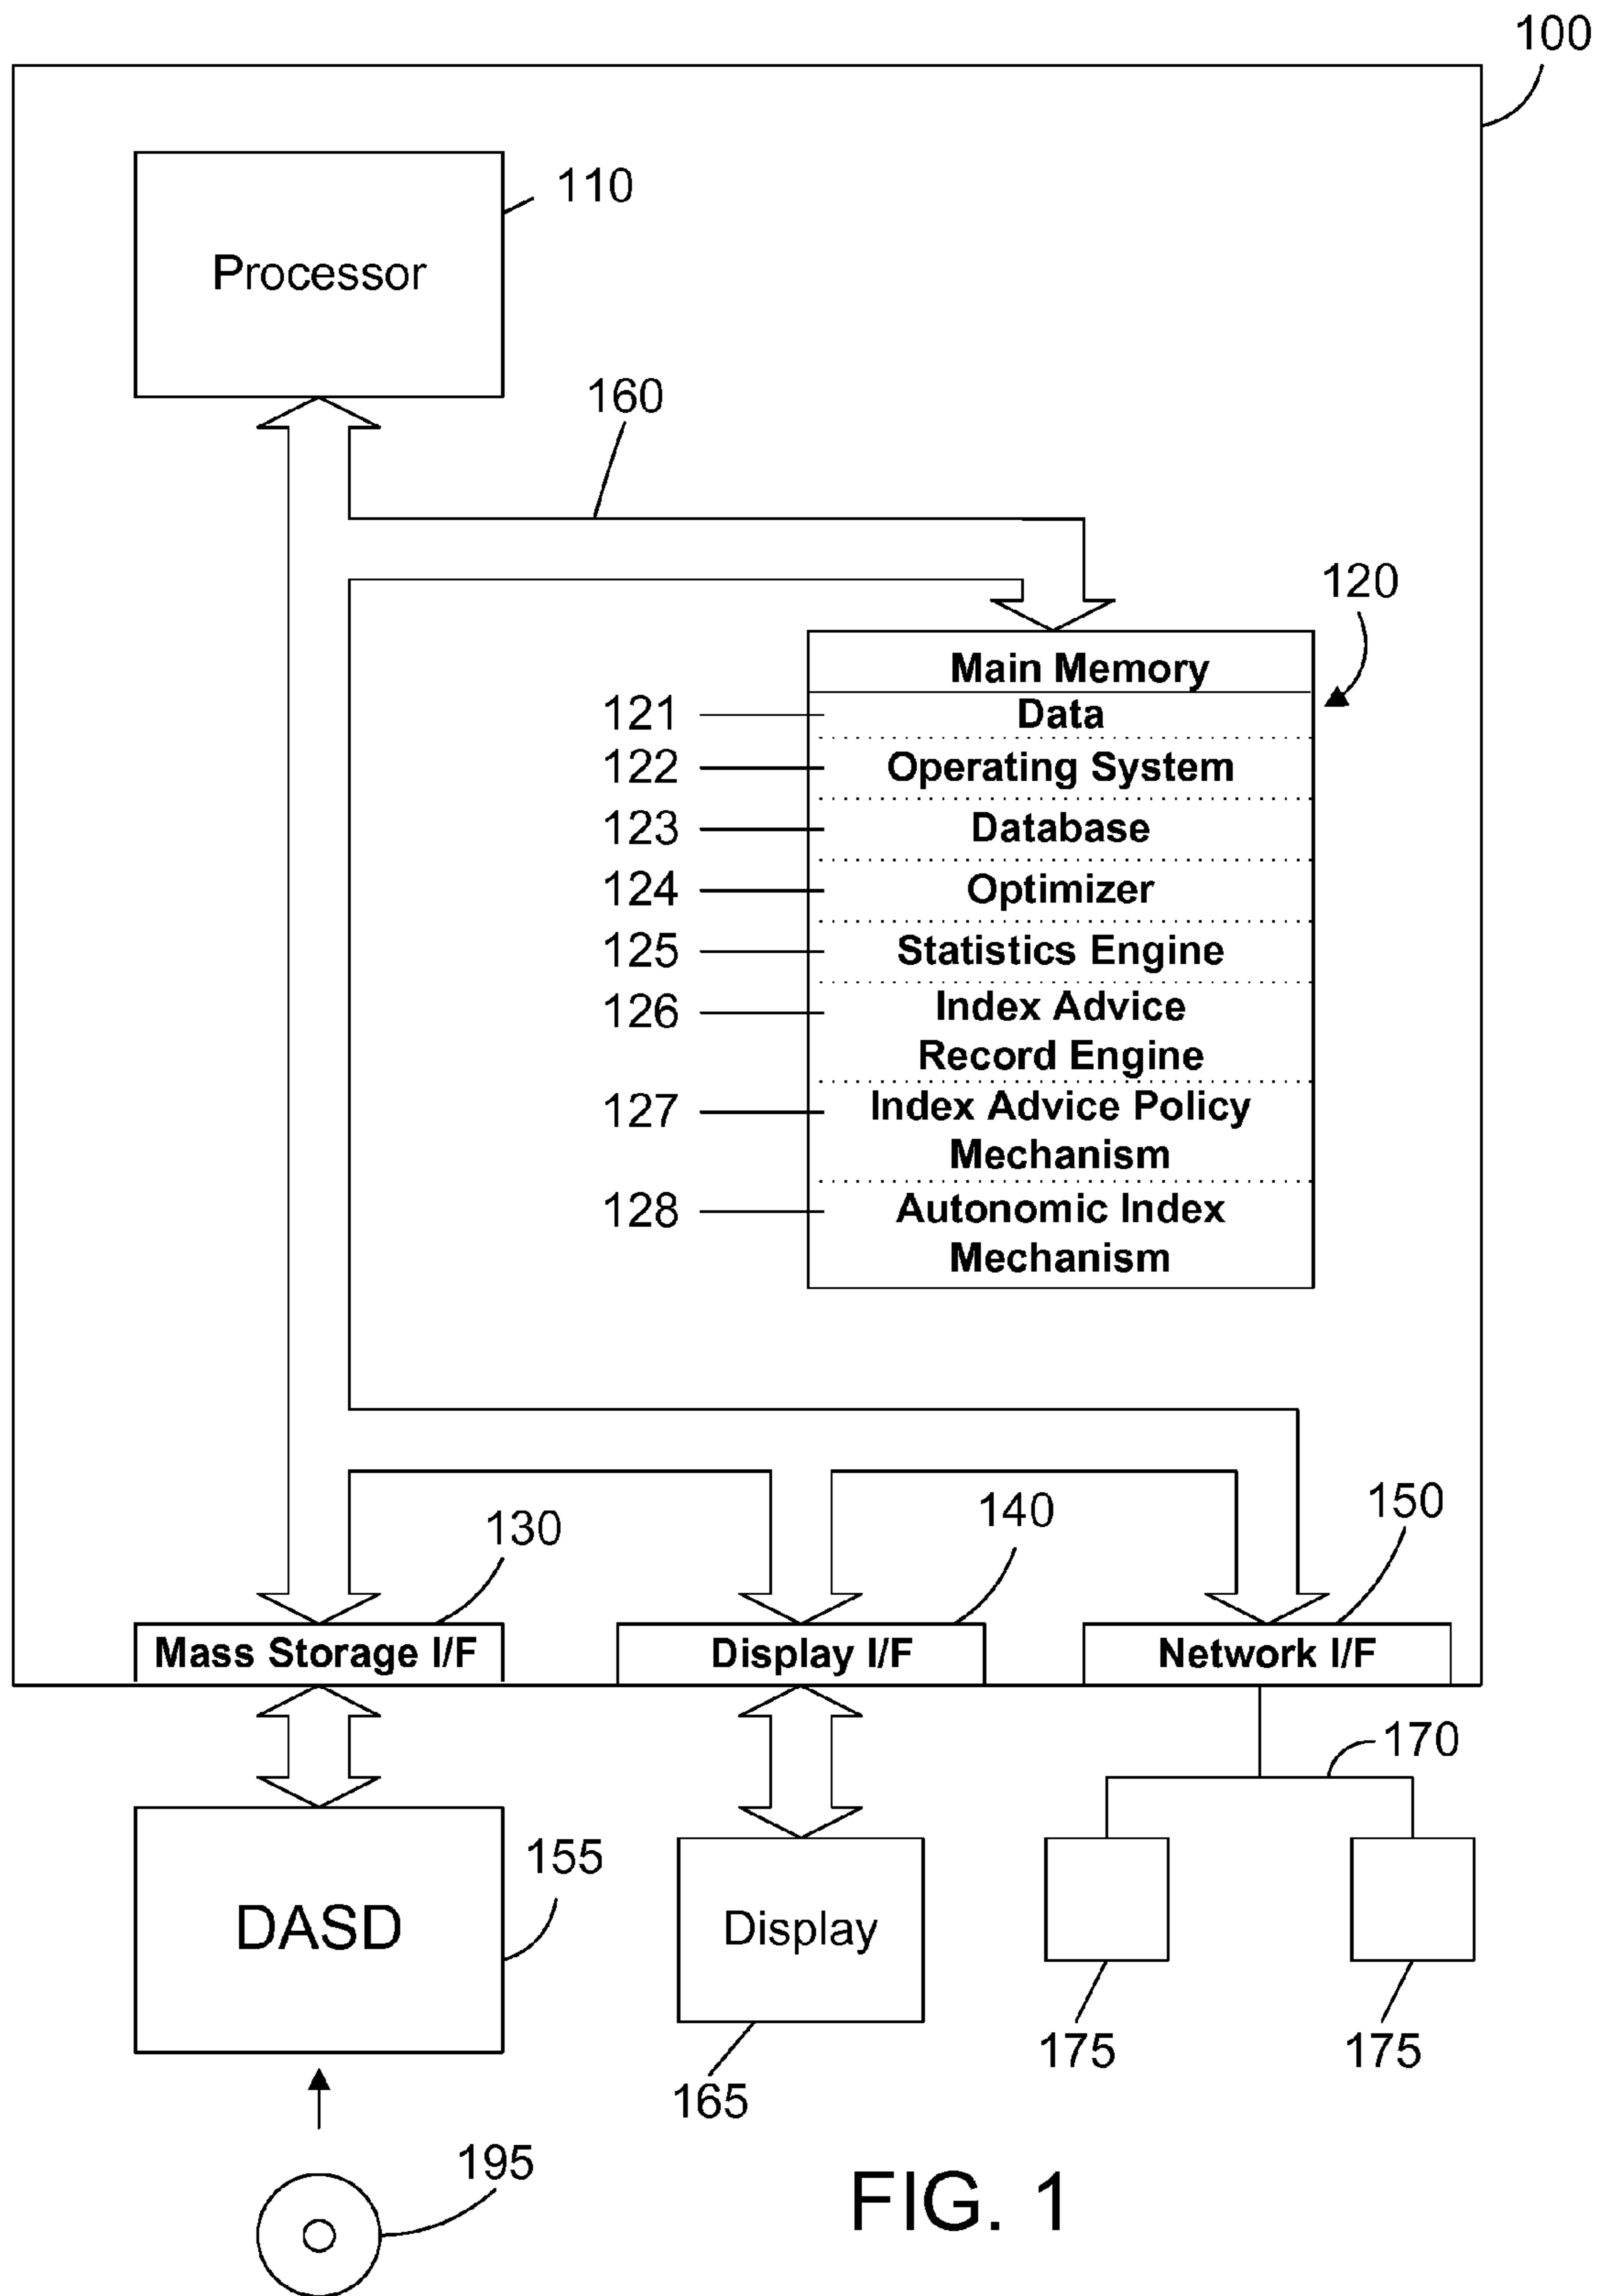 100
110
Processor
160
120
Main Memory
121 Data
122 Operating System
123 Database
124 Optimizer
125 Statistics Engine
126 Index Advice
Record Engine
127 Index Advice Policy
Mechanism
128 Autonomic Index
Mechanism
130
140
150
Mass Storage I/F
Display I/F
Network I/F
170
155
DASD
Display
175
175
165
195
FIG. 1